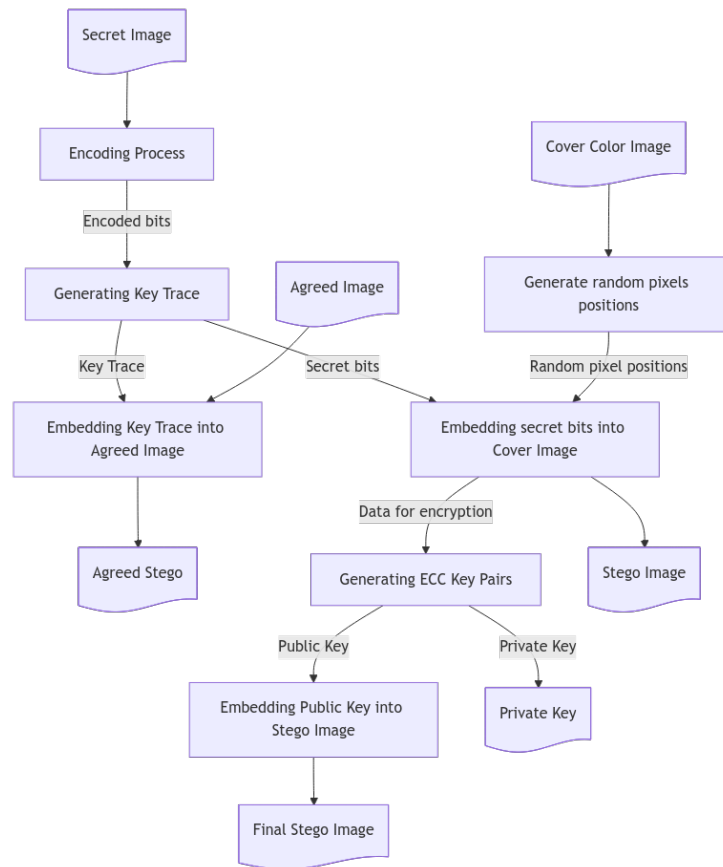 Secret Image
Encoding Process
Cover Color Image
Encoded bits
Generating Key Trace
Agreed Image
Generate random pixels
positions
Key Trace
Secret bits
Random pixel positions
Embedding Key Trace into
Agreed Image
Embedding secret bits into
Cover Image
Data for encryption
Agreed Stego
Generating ECC Key Pairs
Stego Image
Public Key
Private Key
Embedding Public Key into
Stego Image
Private Key
Final Stego Image